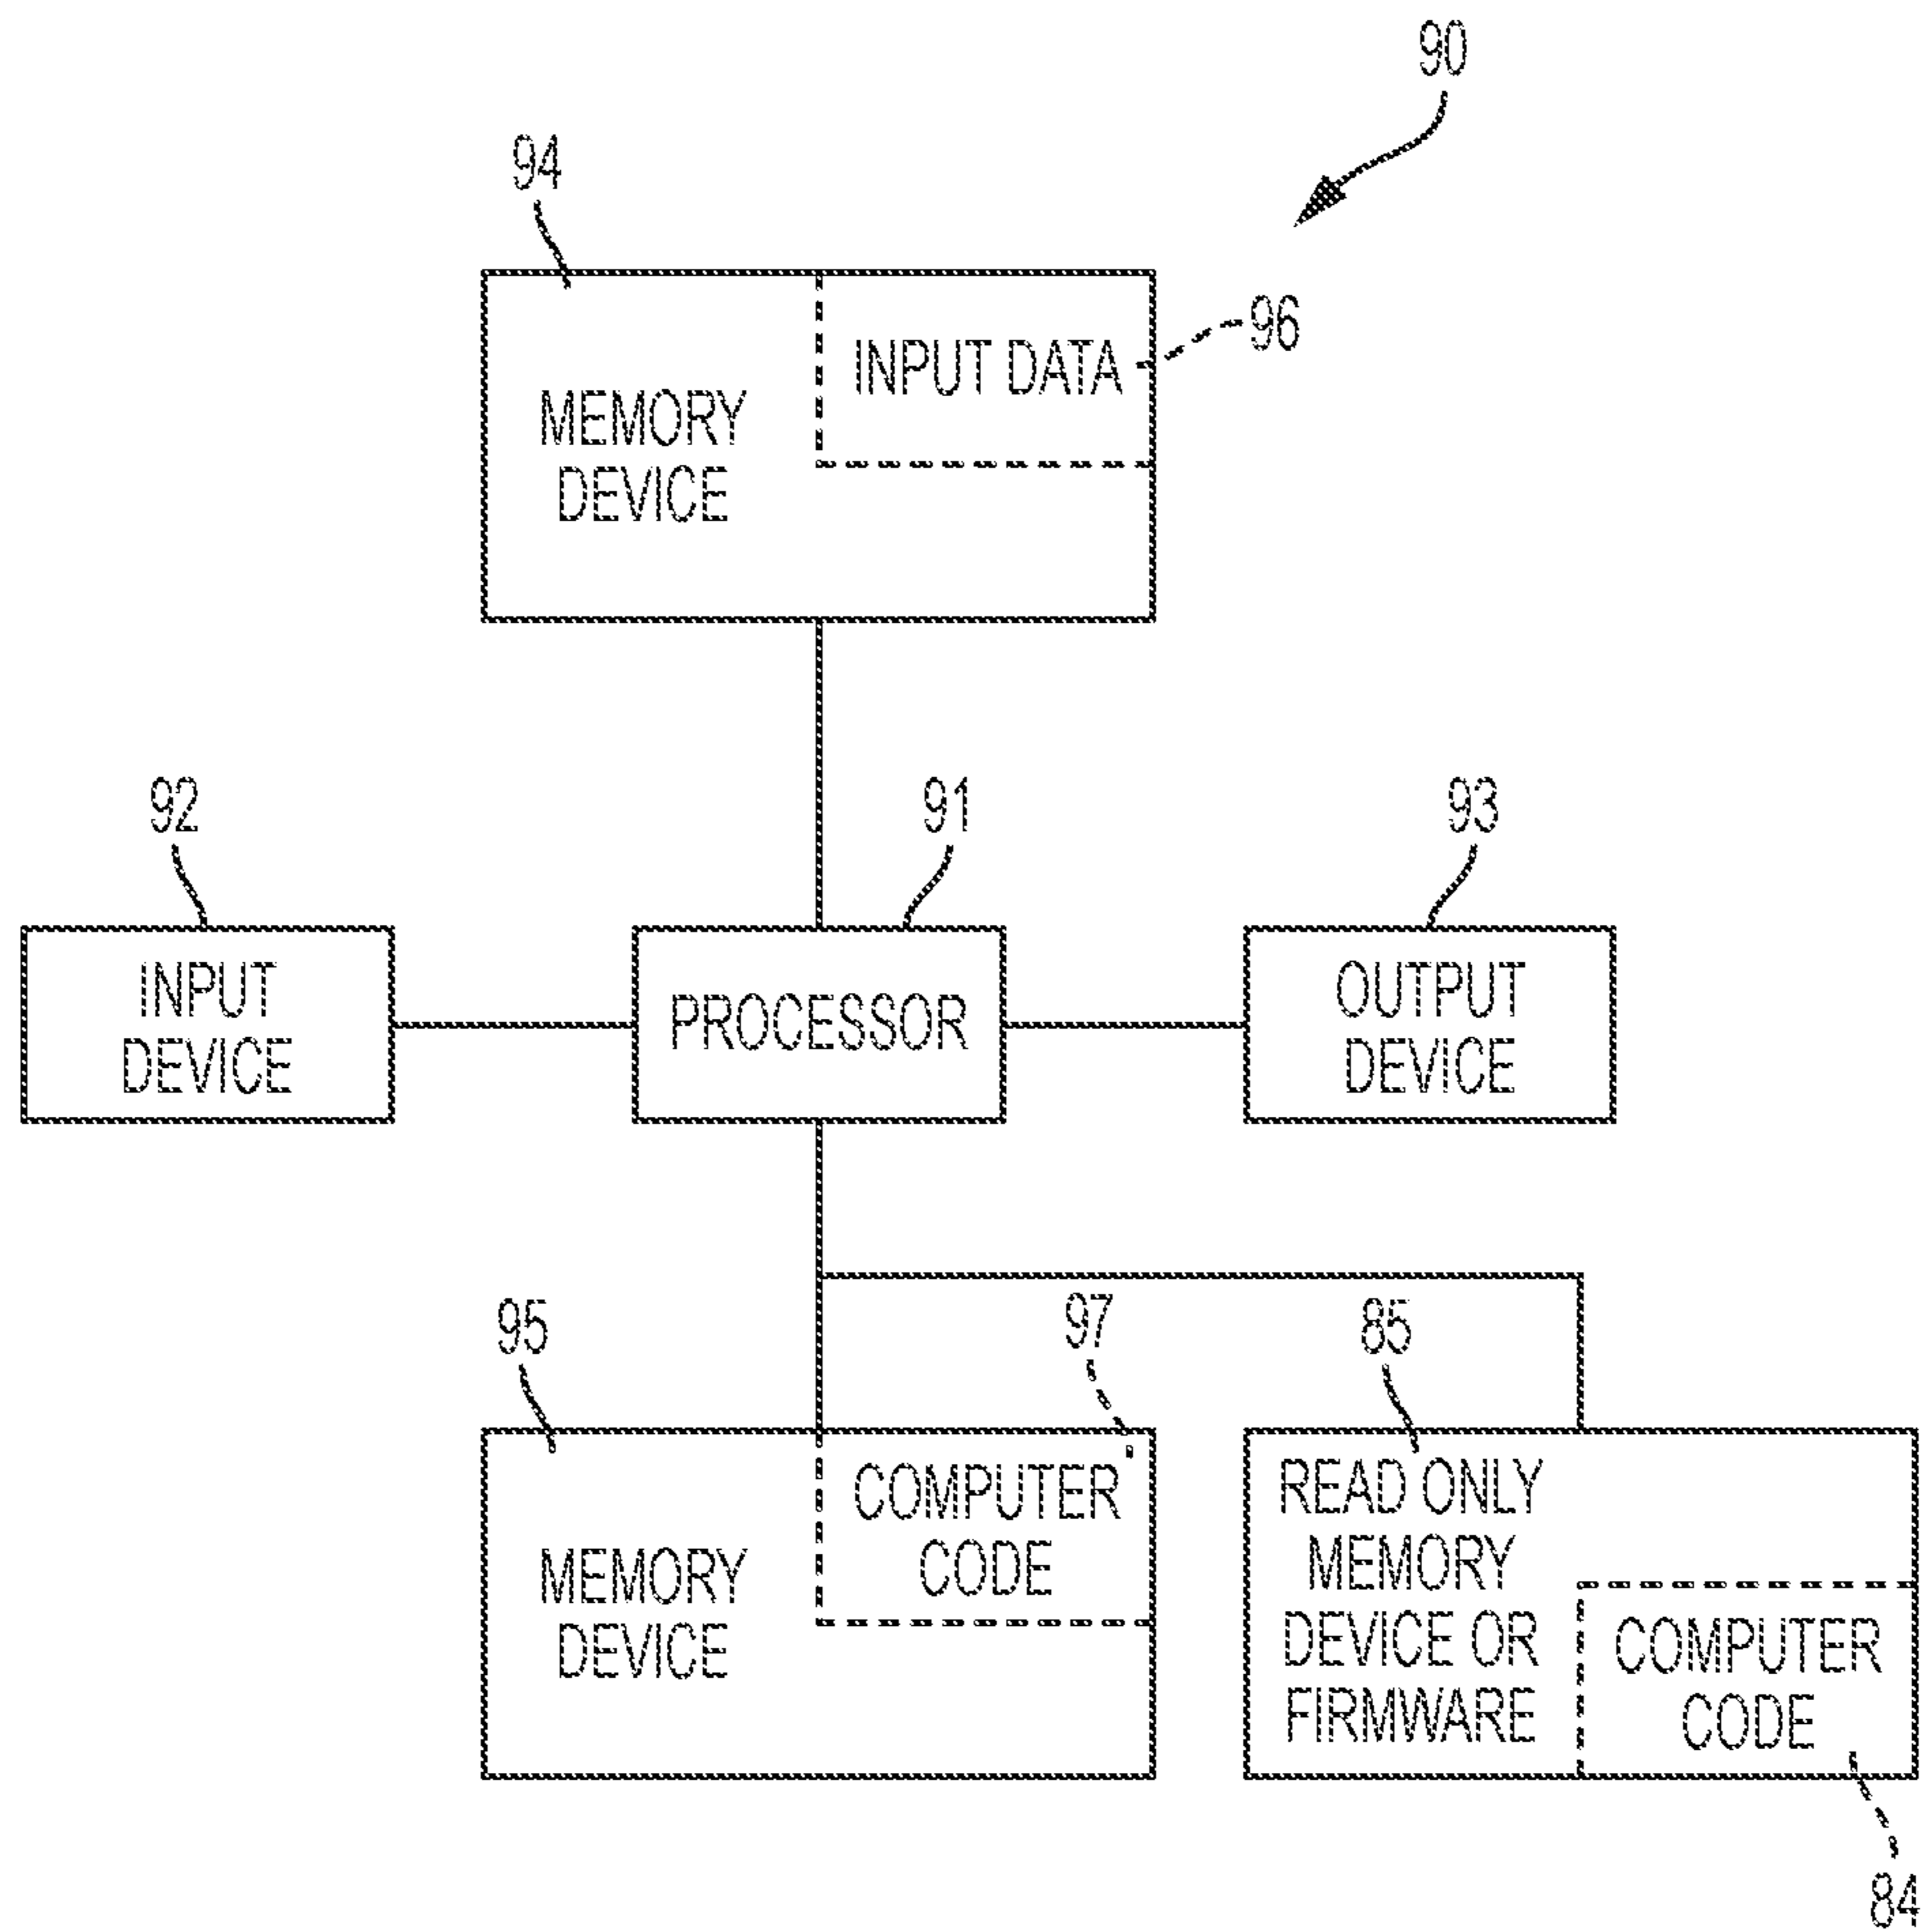 90
94
96
INPUT DATA
MEMORY
DEVICE
92
91
93
INPUT
DEVICE
PROCESSOR
OUTPUT
DEVICE
95
97
85
COMPUTER
CODE
MEMORY
DEVICE
READ ONLY
MEMORY
DEVICE OR
FIRMWARE
COMPUTER
CODE
84